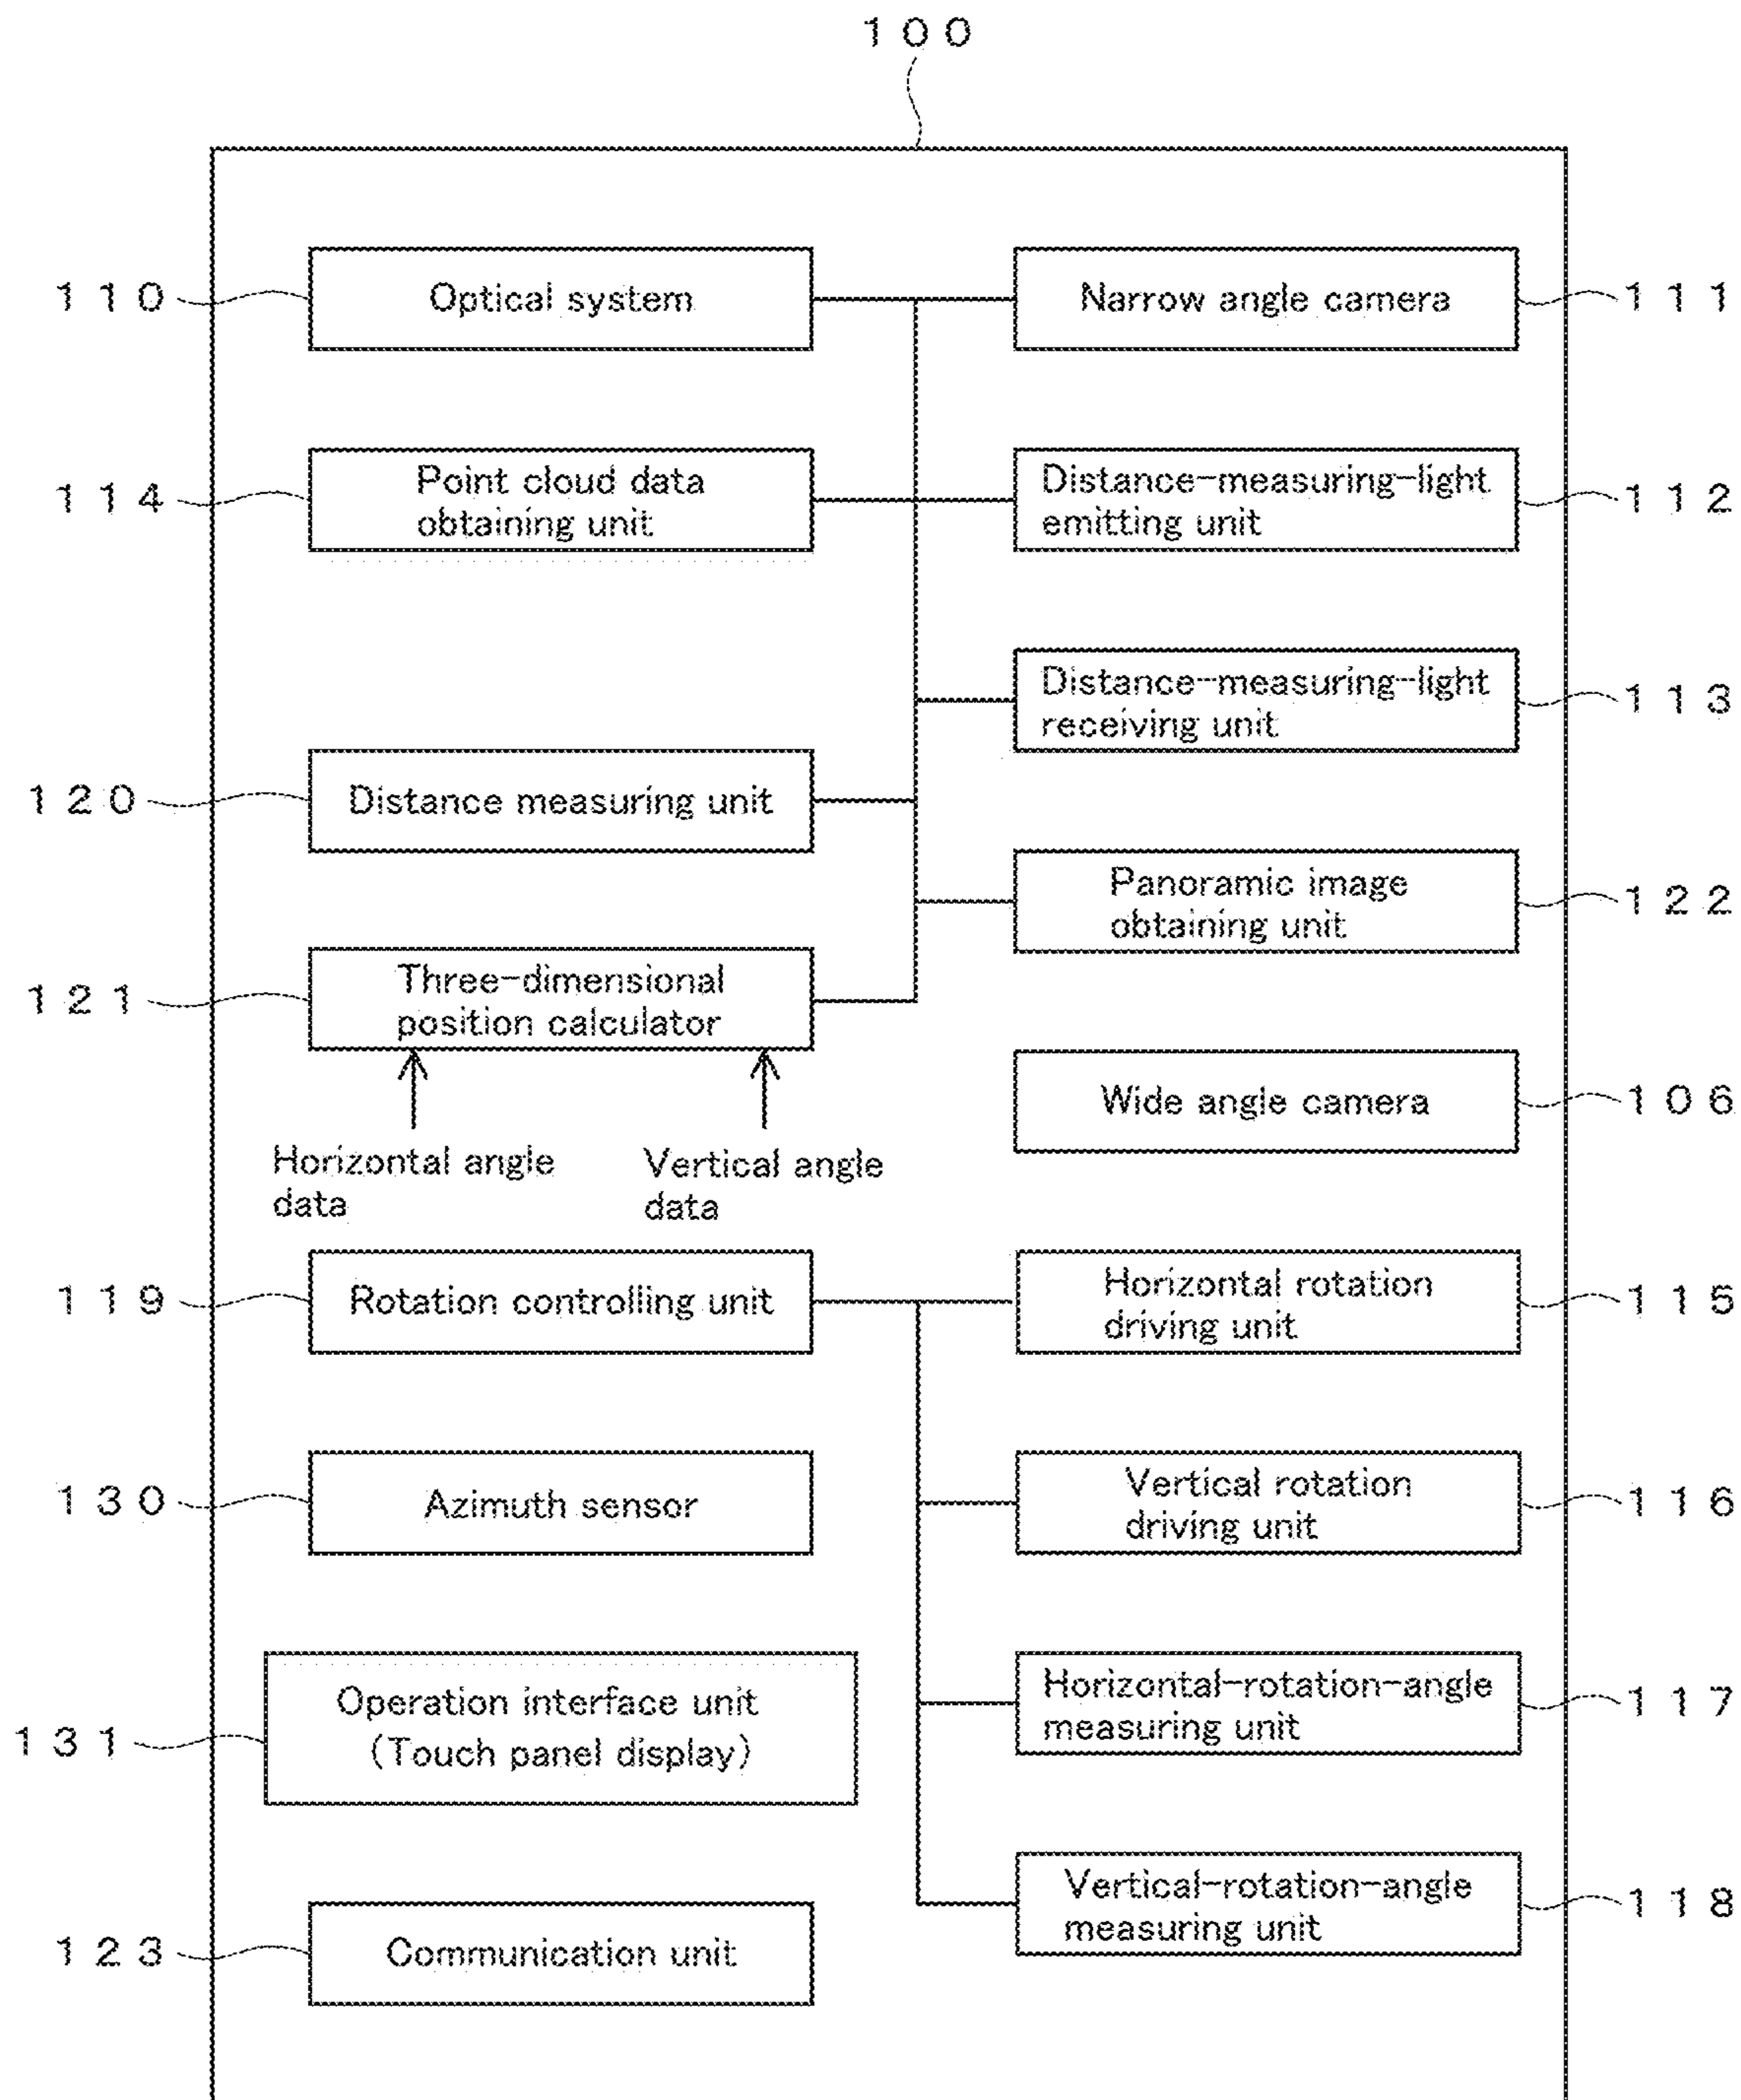 100
110
Optical system
Narrow angle camera
111
114
Point cloud data
obtaining unit
Distance-measuring-light
emitting unit
112
Distance-measuring-light
receiving unit
113
120
Distance measuring unit
Panoramic image
obtaining unit
122
121
Three-dimensional
position calculator
Wide angle camera
106
Horizontal angle
data
Vertical angle
data
119
Rotation controlling unit
Horizontal rotation
driving unit
115
130
Azimuth sensor
Vertical rotation
driving unit
116
131
Operation interface unit
(Touch panel display)
Horizontal-rotation-angle
measuring unit
117
Vertical-rotation-angle
measuring unit
118
123
Communication unit